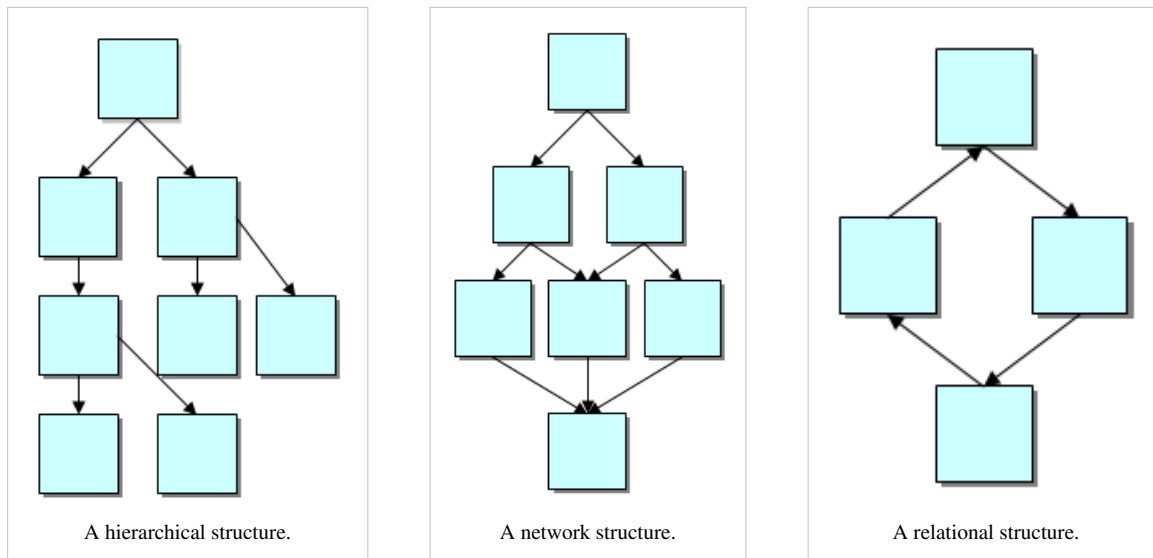 A hierarchical structure.
A network structure.
A relational structure.